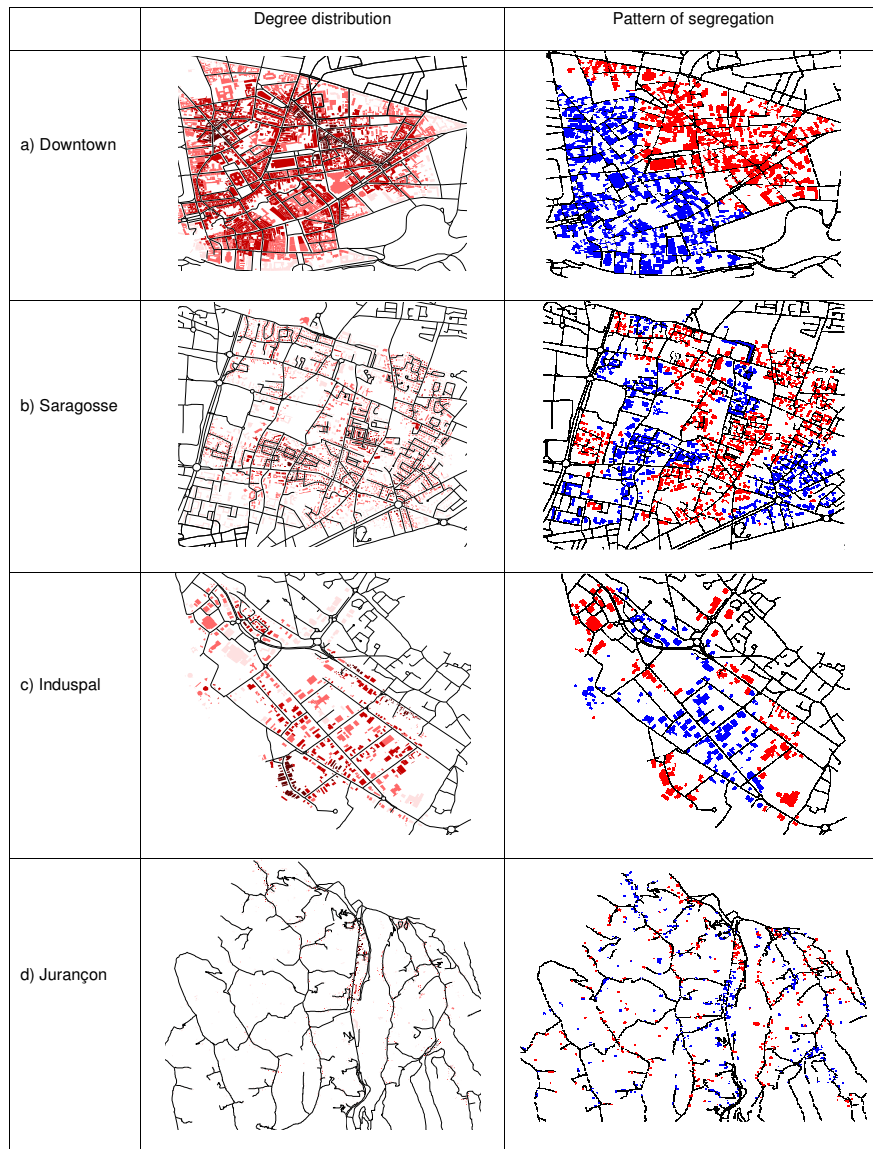 Degree distribution
Pattern of segregation
a) Downtown
b) Saragosse
c) Induspal
d) Jurançon